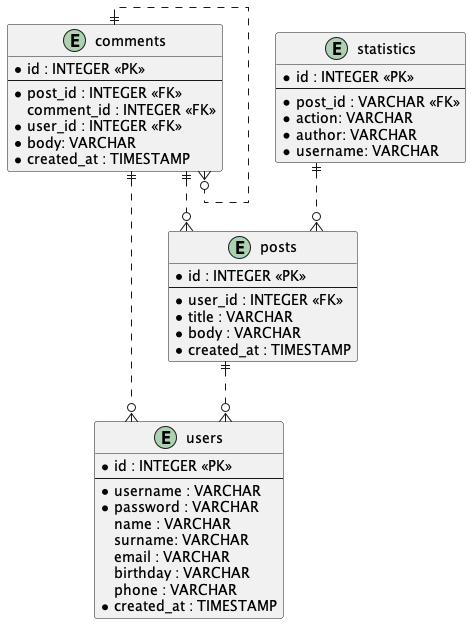 E comments
* id : INTEGER «PK»
* post_id : INTEGER «FK»
comment_id : INTEGER «FK»
* user_id : INTEGER «FK»
* body: VARCHAR
* created_at : TIMESTAMP
E statistics
* id : INTEGER «PK»
* post_id : VARCHAR «FK»
* action: VARCHAR
* author: VARCHAR
* username: VARCHAR
E posts
* id : INTEGER «PK»
* user_id : INTEGER «FK»
* title : VARCHAR
* body : VARCHAR
* created_at : TIMESTAMP
E users
* id : INTEGER «PK»
* username : VARCHAR
* password : VARCHAR
name : VARCHAR
surname: VARCHAR
email : VARCHAR
birthday : VARCHAR
phone : VARCHAR
* created_at : TIMESTAMP